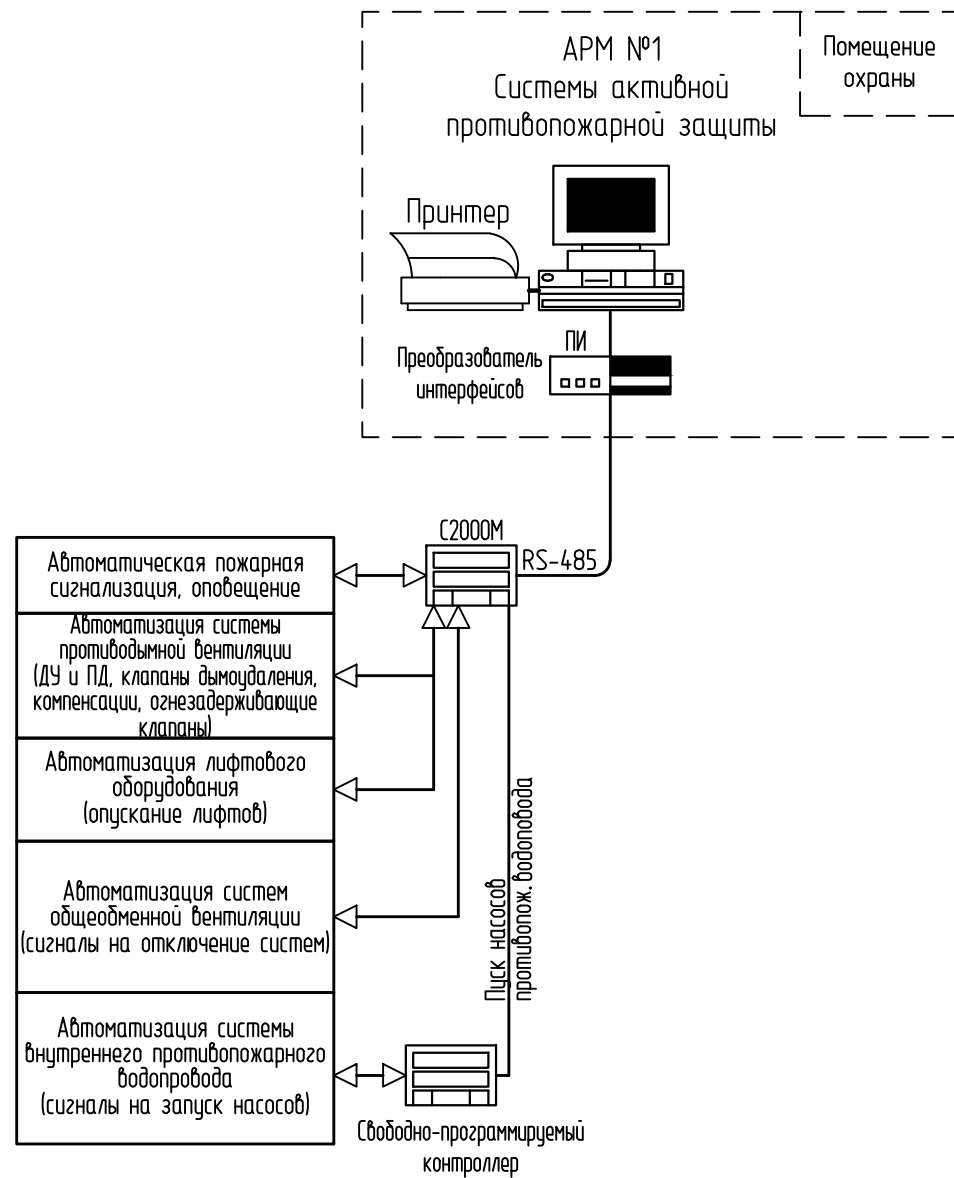 АРМ №1
Системы активной
противопожарной защиты
Помещение
охраны
Принтер
ПИ
Преобразователь
интерфейсов
С2000М
RS-485
Автоматическая пожарная
сигнализация, оповещение
Автоматизация системы
противодымной вентиляции
(ДУ и ПД, клапаны дымоудаления,
компенсации, огнезадерживающие
клапаны)
Автоматизация лифтового
оборудования
(опускание лифтов)
Автоматизация систем
общеобменной вентиляции
(сигналы на отключение систем)
Пуск насосов
противопож. водоповода
Автоматизация системы
внутреннего противопожарного
водопровода
(сигналы на запуск насосов)
Свободно-программируемый
контроллер